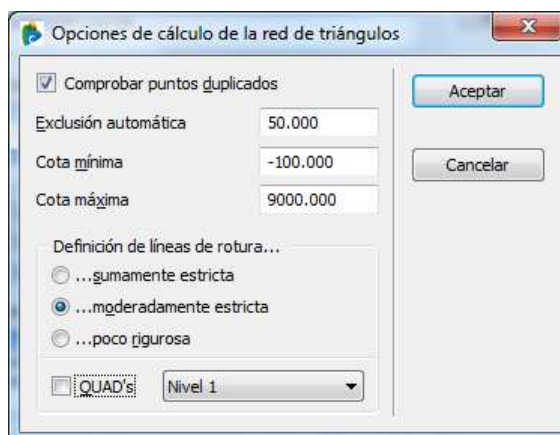 Opciones de cálculo de la red de triángulos
Comprobar puntos duplicados
Exclusión automática 50.000
Cota mínima -100.000
Cota máxima 9000.000
Definición de líneas de rotura...
...sumamente estricta
...moderadamente estricta
...poco rigurosa
QUAD's Nivel 1
Aceptar
Cancelar